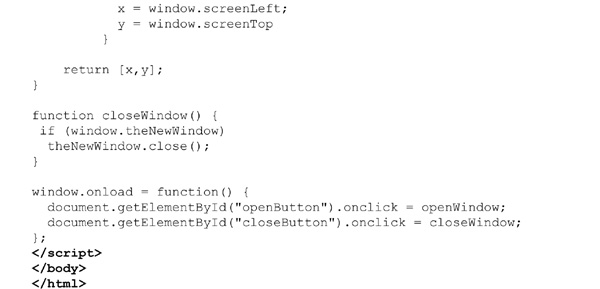 x = window.screenLeft;
y = window.screenTop
}
return [x,y];
}
function closeWindow() {
if (window.theNewWindow)
theNewWindow.close();
}
window.onload = function() {
document.getElementById("openButton").onclick = openWindow;
document.getElementById("closeButton").onclick = closeWindow;
};
</script>
</body>
</html>